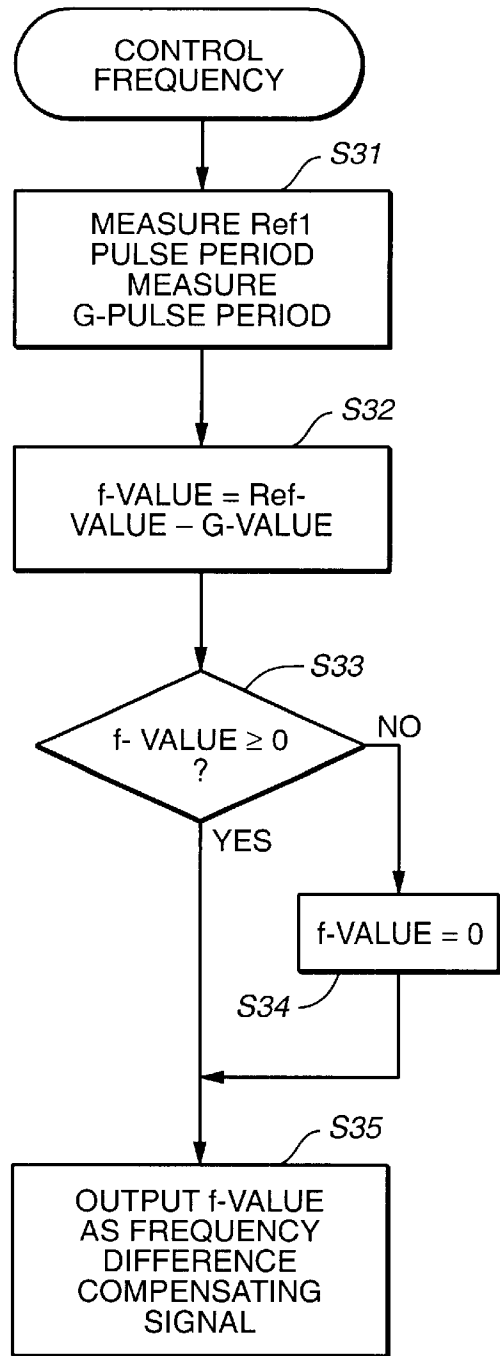 CONTROL
FREQUENCY
S31
MEASURE Ref1
PULSE PERIOD
MEASURE
G-PULSE PERIOD
S32
f-VALUE = Ref-
VALUE – G-VALUE
S33
f- VALUE ≥ 0
?
NO
YES
f-VALUE = 0
S34
S35
OUTPUT f-VALUE
AS FREQUENCY
DIFFERENCE
COMPENSATING
SIGNAL